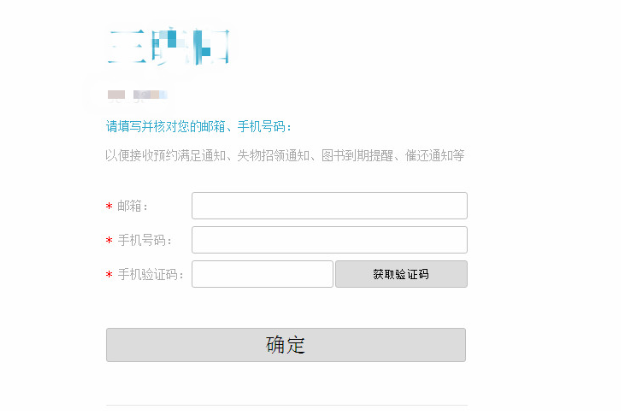 请填写并核对您的邮箱、手机号码：
以便接收预约满足通知、失物招领通知、图书到期提醒、催还通知等
* 邮箱：
* 手机号码：
* 手机验证码： 获取验证码
确定